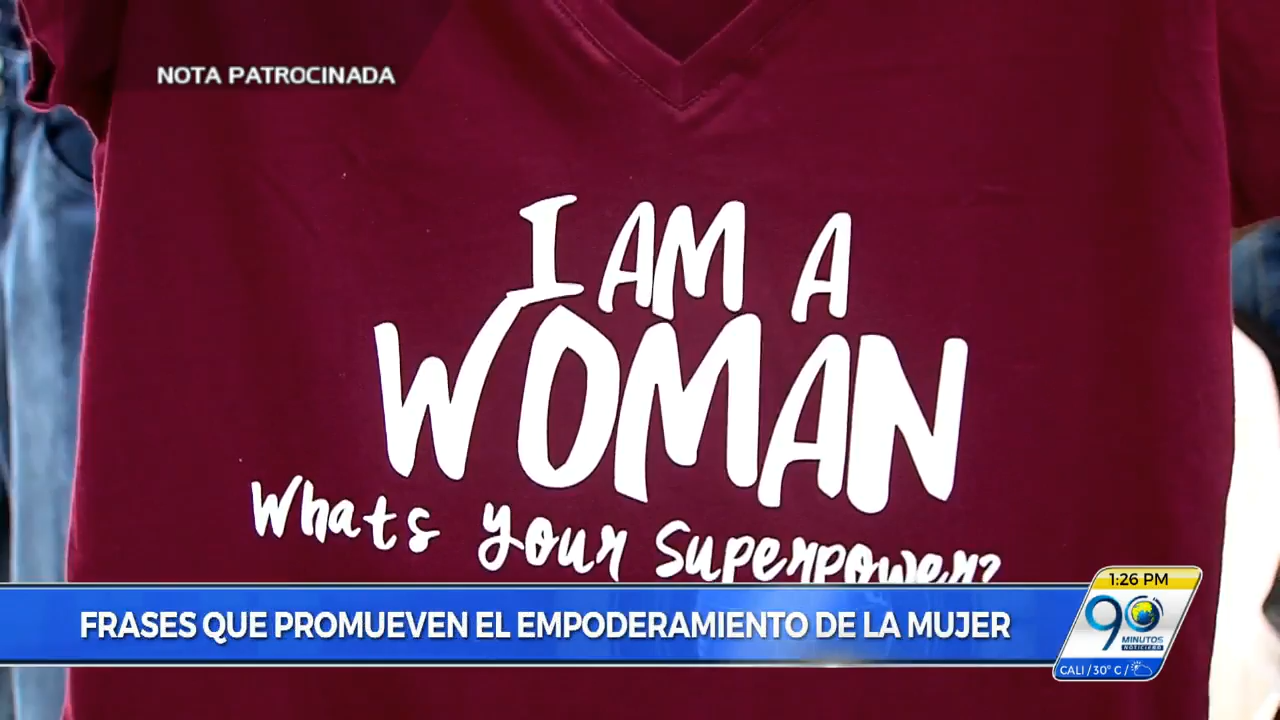 NOTA PATROCINADA
I AM A
WOMAN
Whats your Superpower?
FRASES QUE PROMUEVEN EL EMPODERAMIENTO DE LA MUJER
1:26 PM
90
MINUTOS
NOTICIERO
CALI / 30° C /